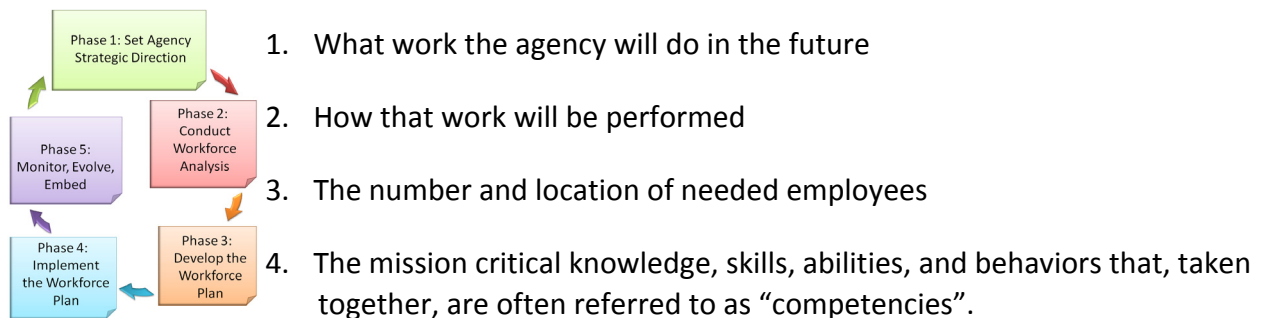 Phase 1: Set Agency
Strategic Direction
Phase 2:
Conduct
Workforce
Analysis
Phase 3:
Develop the
Workforce
Plan
Phase 4:
Implement
the Workforce
Plan
Phase 5:
Monitor, Evolve,
Embed
1. What work the agency will do in the future
2. How that work will be performed
3. The number and location of needed employees
4. The mission critical knowledge, skills, abilities, and behaviors that, taken
together, are often referred to as “competencies”.